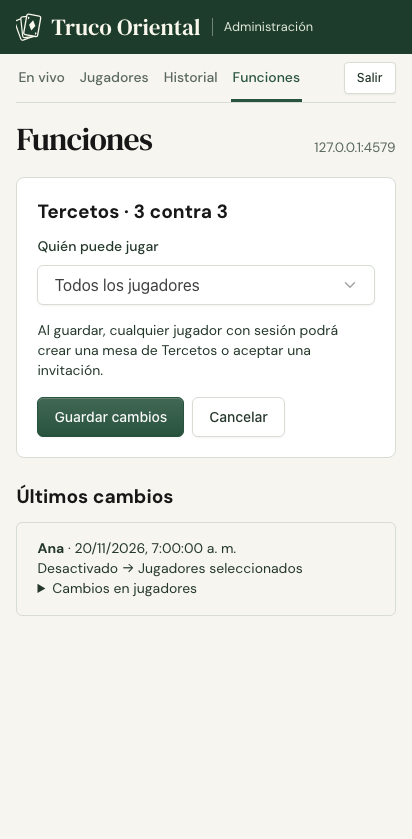 Truco Oriental
Administración
En vivo
Jugadores
Historial
Funciones
Salir
Funciones
127.0.0.1:4579
Tercetos · 3 contra 3
Quién puede jugar
Todos los jugadores
Al guardar, cualquier jugador con sesión podrá
crear una mesa de Tercetos o aceptar una
invitación.
Guardar cambios
Cancelar
Últimos cambios
Ana · 20/11/2026, 7:00:00 a. m.
Desactivado → Jugadores seleccionados
Cambios en jugadores